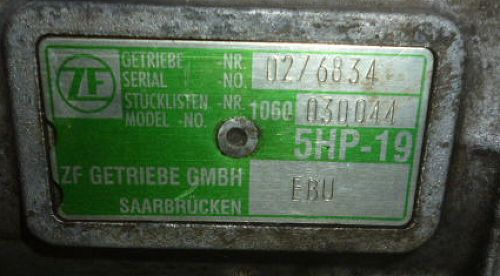 ZF
GETRIEBE -NR. 02/6834
SERIAL NO.
STÜCKLISTEN -NR. 1060 030044
MODEL -NO.
5HP-19
ZF GETRIEBE GMBH EBU
SAARBRÜCKEN